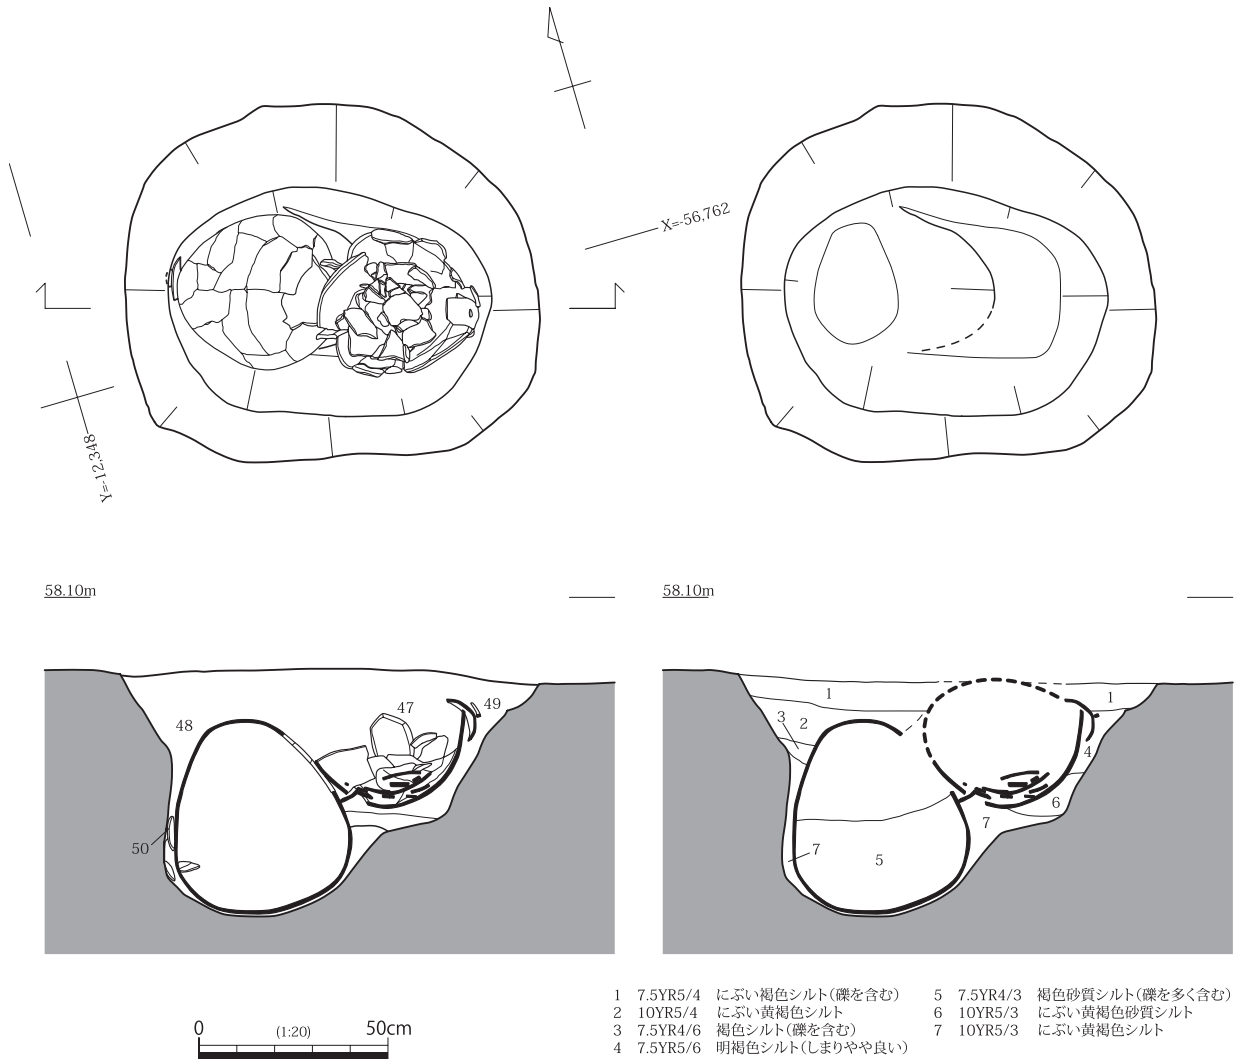 X=-56,762
Y=-12,348
58.10m
58.10m
48
47
49
50
1
1
3
2
4
6
7
7
5
0
(1:20)
50cm
1 7.5YR5/4 にぶい褐色シルト(礫を含む)
2 10YR5/4 にぶい黄褐色シルト
3 7.5YR4/6 褐色シルト(礫を含む)
4 7.5YR5/6 明褐色シルト(しまりやや良い)
5 7.5YR4/3 褐色砂質シルト(礫を多く含む)
6 10YR5/3 にぶい黄褐色砂質シルト
7 10YR5/3 にぶい黄褐色シルト